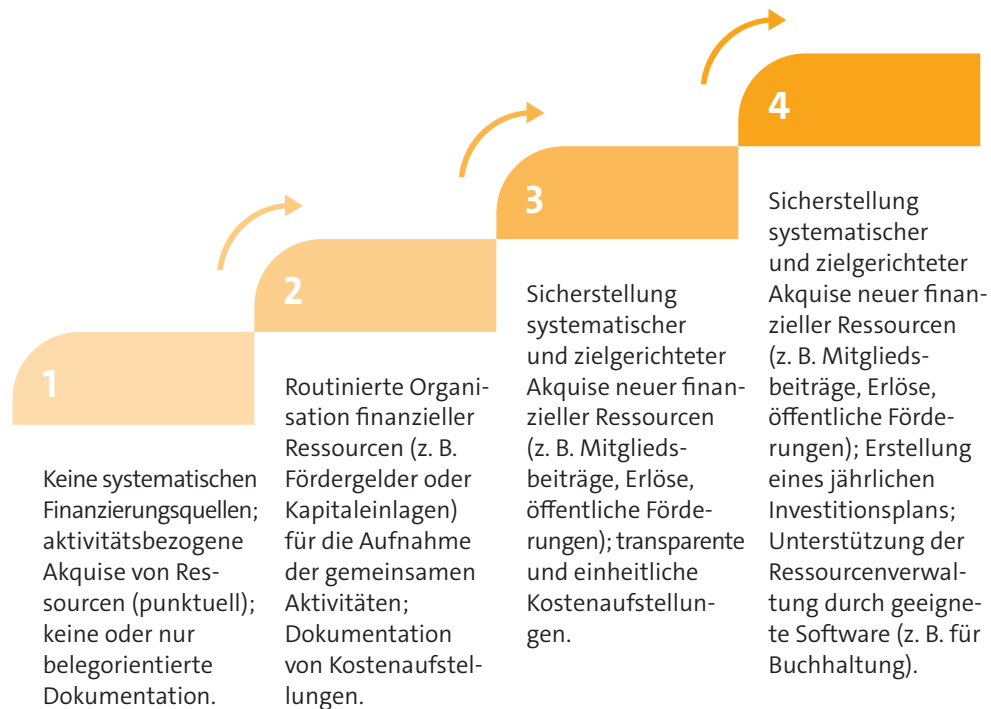 1
Keine systematischen
Finanzierungsquellen;
aktivitätsbezogene
Akquise von Res-
sourcen (punktuell);
keine oder nur
belegorientierte
Dokumentation.
2
Routinierte Organi-
sation finanzieller
Ressourcen (z. B.
Fördergelder oder
Kapitaleinlagen)
für die Aufnahme
der gemeinsamen
Aktivitäten;
Dokumentation
von Kostenaufstel-
lungen.
3
Sicherstellung
systematischer
und zielgerichteter
Akquise neuer finan-
zieller Ressourcen
(z. B. Mitglieds-
beiträge, Erlöse,
öffentliche Förde-
rungen); transparente
und einheitliche
Kostenaufstellun-
gen.
4
Sicherstellung
systematischer
und zielgerichteter
Akquise neuer finan-
zieller Ressourcen
(z. B. Mitglieds-
beiträge, Erlöse,
öffentliche Förde-
rungen); Erstellung
eines jährlichen
Investitionsplans;
Unterstützung der
Ressourcenverwal-
tung durch geeigne-
te Software (z. B. für
Buchhaltung).